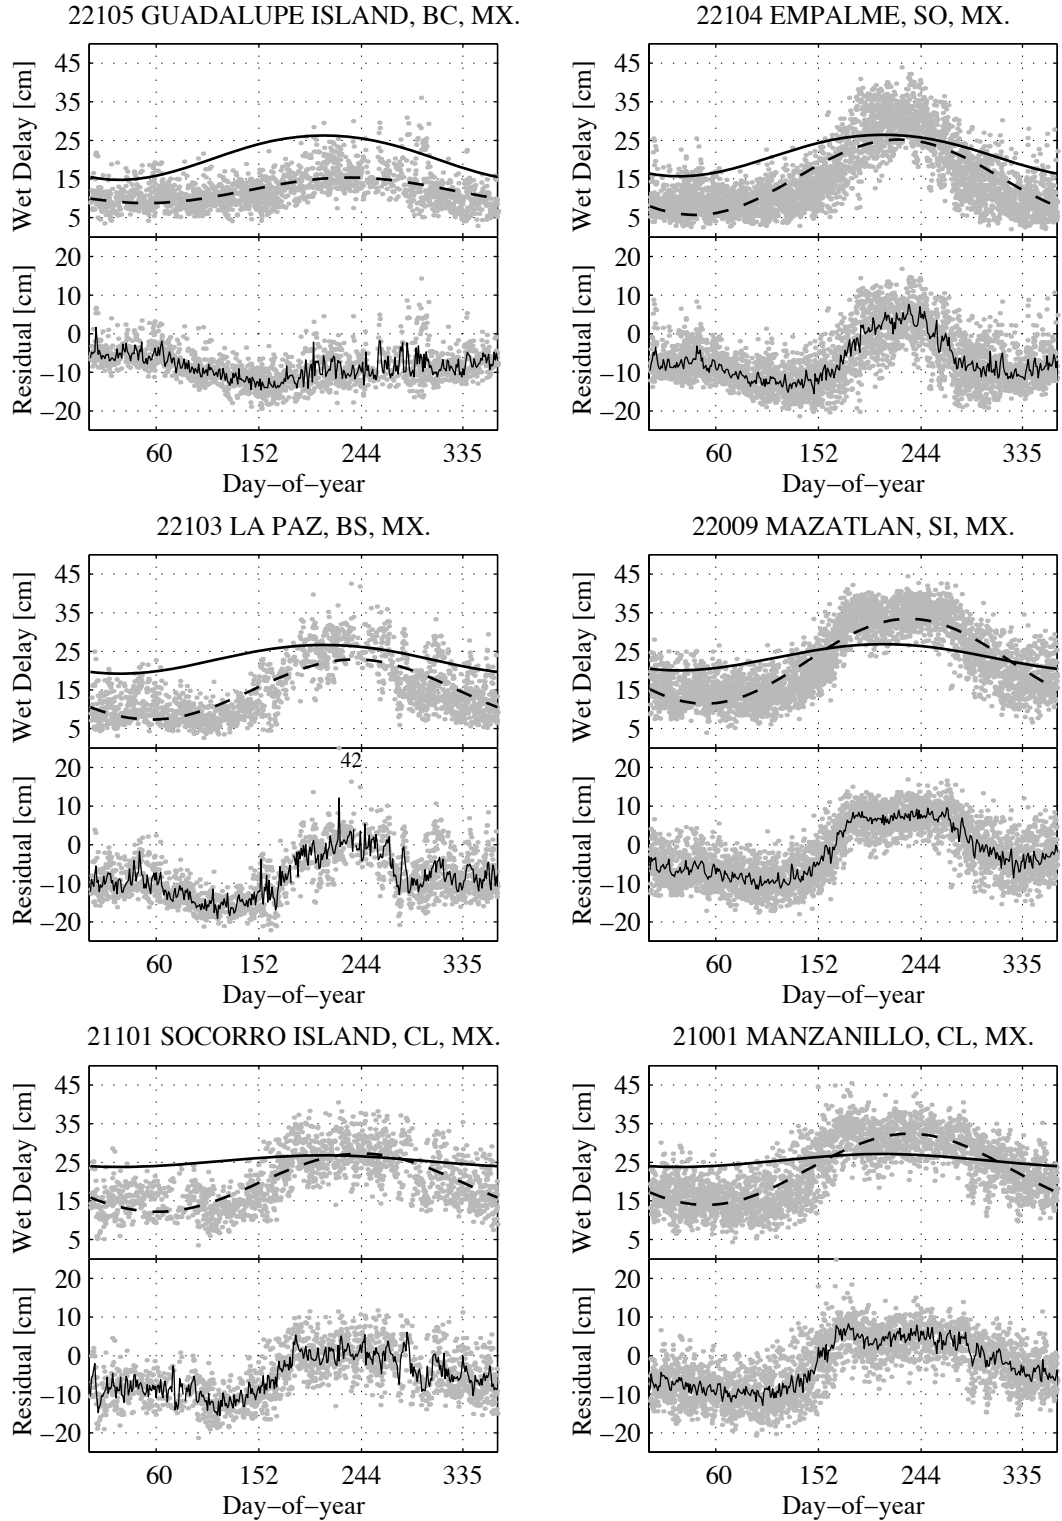 22105 GUADALUPE ISLAND, BC, MX.
45
35
25
15
5
Wet Delay [cm]
20
10
0
−10
−20
Residual [cm]
60 152 244 335
Day−of−year
22104 EMPALME, SO, MX.
45
35
25
15
5
Wet Delay [cm]
20
10
0
−10
−20
Residual [cm]
60 152 244 335
Day−of−year
22103 LA PAZ, BS, MX.
45
35
25
15
5
Wet Delay [cm]
42
20
10
0
−10
−20
Residual [cm]
60 152 244 335
Day−of−year
22009 MAZATLAN, SI, MX.
45
35
25
15
5
Wet Delay [cm]
20
10
0
−10
−20
Residual [cm]
60 152 244 335
Day−of−year
21101 SOCORRO ISLAND, CL, MX.
45
35
25
15
5
Wet Delay [cm]
20
10
0
−10
−20
Residual [cm]
60 152 244 335
Day−of−year
21001 MANZANILLO, CL, MX.
45
35
25
15
5
Wet Delay [cm]
20
10
0
−10
−20
Residual [cm]
60 152 244 335
Day−of−year